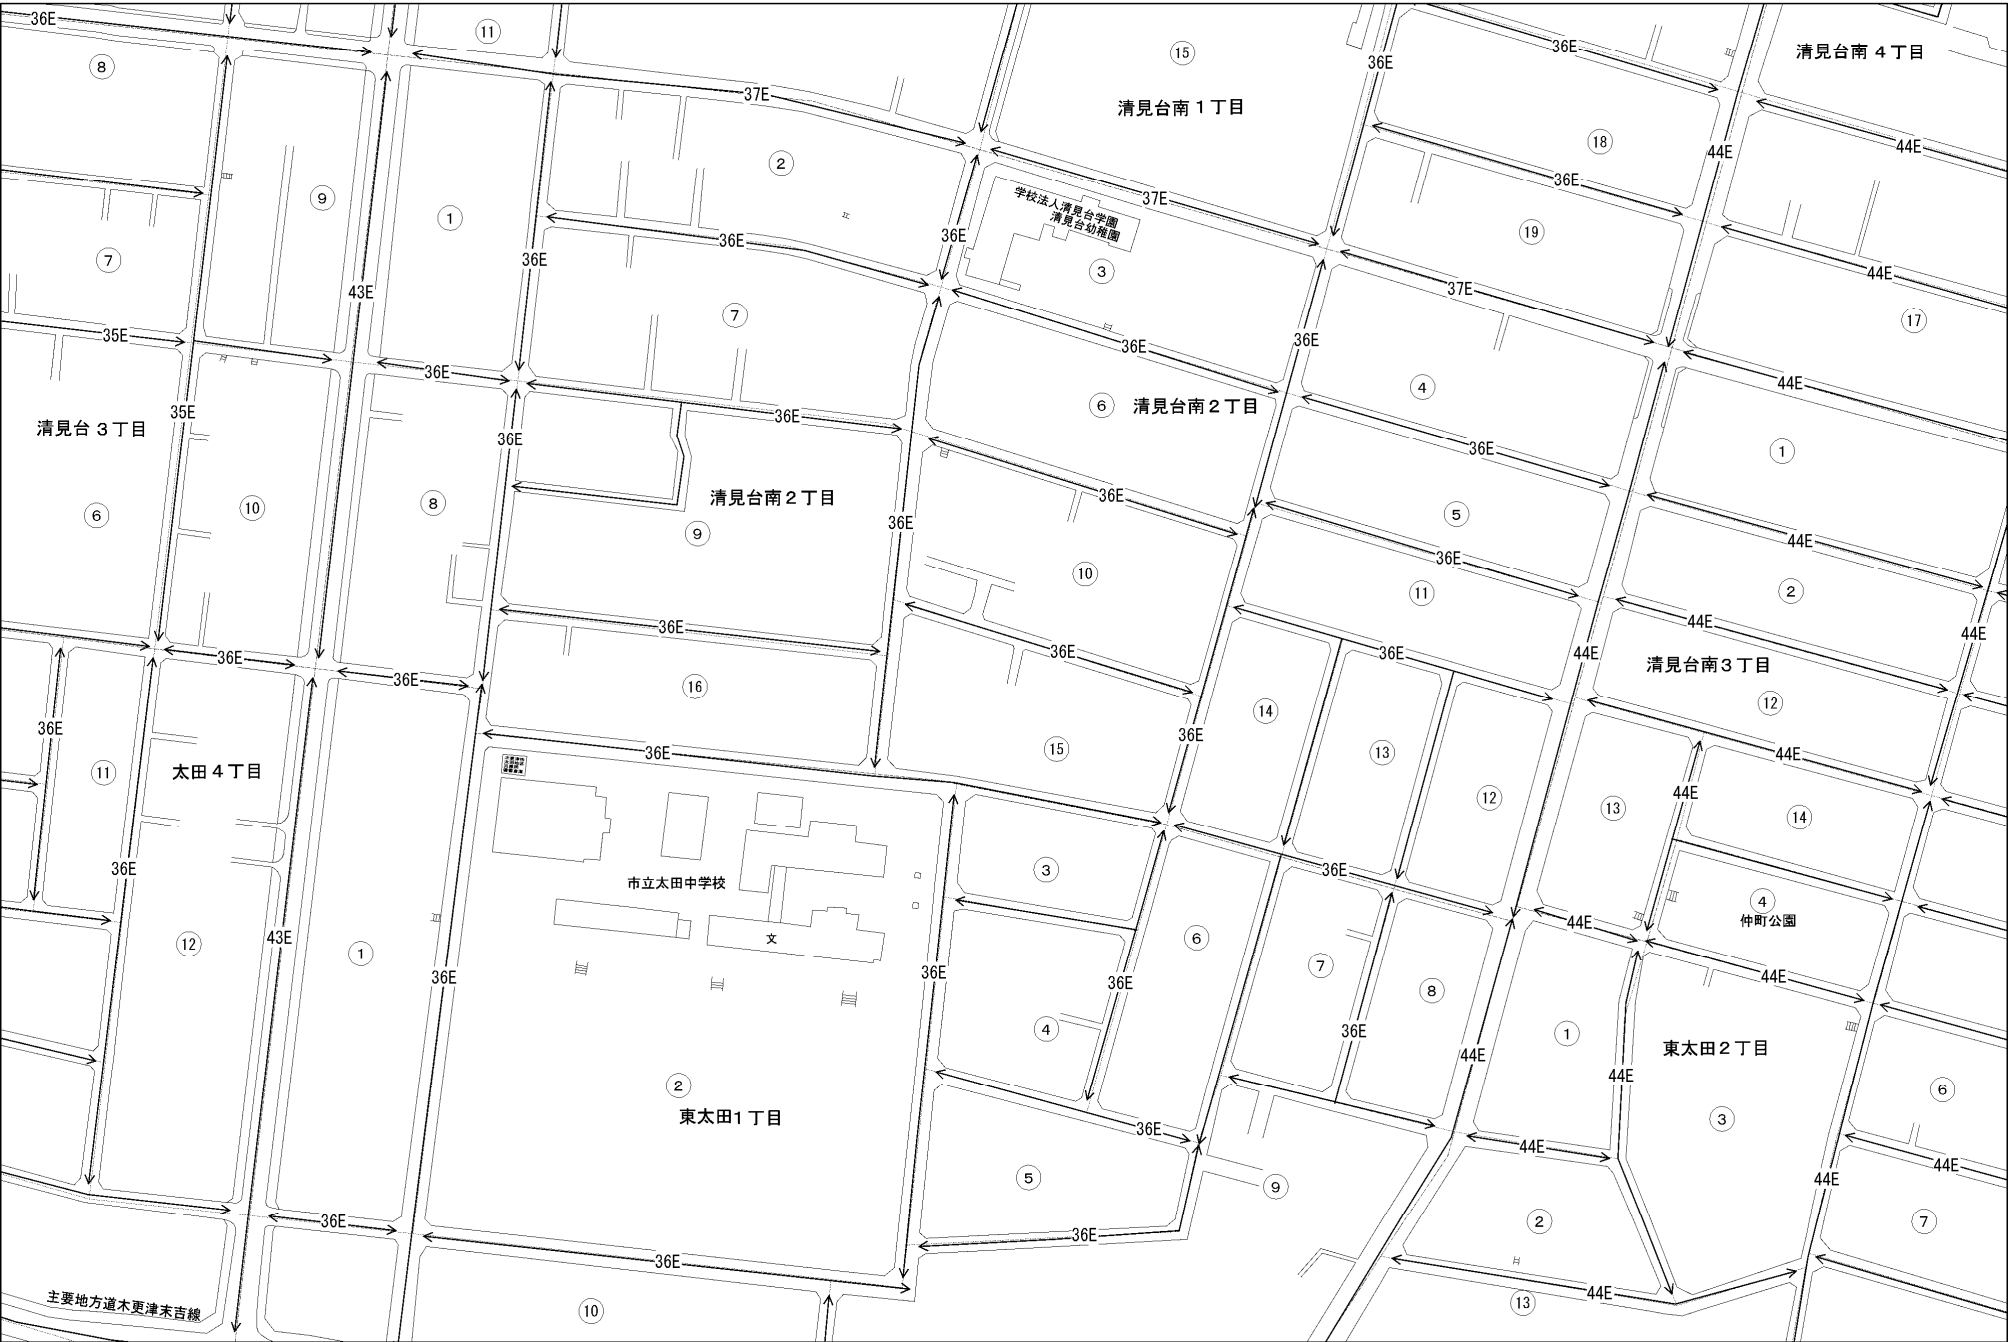 36E
⑪
⑮
36E
36E
清見台南４丁目
⑧
37E
清見台南１丁目
②
⑱
44E
44E
⑨
①
学校法人清見台学園
清見台幼稚園
37E
36E
36E
36E
36E
⑲
③
⑦
43E
44E
37E
⑦
⑰
35E
36E
36E
36E
44E
35E
36E
④
36E
清見台３丁目
36E
⑥
清見台南２丁目
①
36E
清見台南２丁目
36E
⑥
⑩
⑧
⑨
36E
36E
⑤
44E
⑩
36E
⑪
②
36E
44E
44E
36E
36E
36E
36E
44E
清見台南３丁目
⑯
⑭
⑫
36E
36E
36E
⑮
⑬
44E
⑪
太田４丁目
44E
⑫
⑬
⑭
36E
36E
③
市立太田中学校
④
仲町公園
43E
⑫
①
文
⑥
44E
36E
36E
36E
⑦
44E
⑧
④
36E
①
44E
東太田２丁目
44E
②
東太田１丁目
36E
③
⑥
⑤
⑨
44E
44E
44E
36E
36E
②
⑦
36E
主要地方道木更津末吉線
⑩
44E
⑬